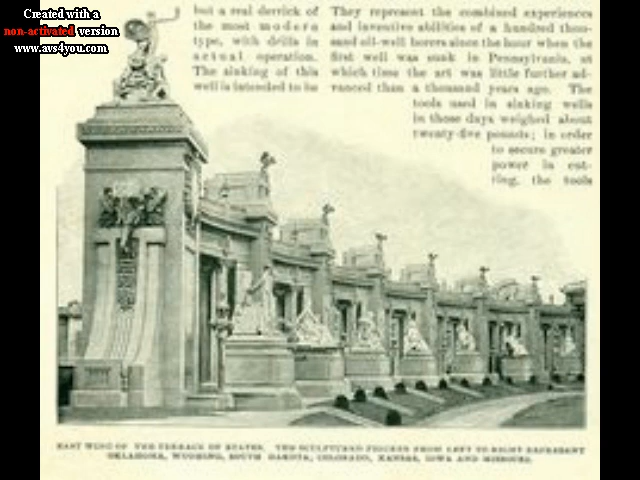 Created with a
non-activated version
www.avs4you.com
but a real derrick of
the most modern
type, with drills in
actual operation.
The sinking of this
well is intended to be
They represent the combined experiences
and inventive abilities of a hundred thou-
sand oil-well borers since the hour when the
first well was sunk in Pennsylvania, at
which time the art was little further ad-
vanced than a thousand years ago. The
tools used in sinking wells
in those days weighed about
twenty-five pounds; in order
to secure greater
power in cut-
ting, the tools
EAST WING OF THE TERRACE OF STATES. THE SCULPTURED FIGURES FROM LEFT TO RIGHT REPRESENT
OKLAHOMA, WYOMING, SOUTH DAKOTA, COLORADO, KANSAS, IOWA AND MISSOURI.